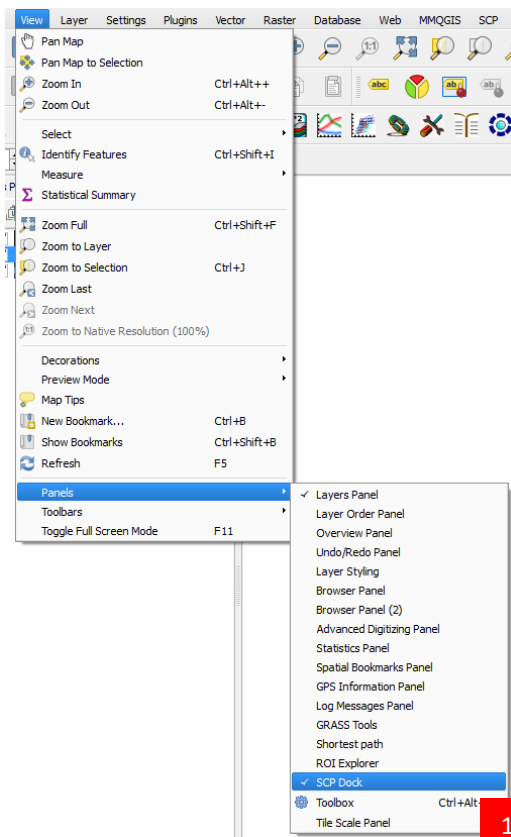 View Layer Settings Plugins Vector Raster Database Web MMQGIS SCP
Pan Map
Pan Map to Selection
Zoom In Ctrl+Alt++
Zoom Out Ctrl+Alt+-
Select
Identify Features Ctrl+Shift+I
Measure
Statistical Summary
Zoom Full Ctrl+Shift+F
Zoom to Layer
Zoom to Selection Ctrl+J
Zoom Last
Zoom Next
Zoom to Native Resolution (100%)
Decorations
Preview Mode
Map Tips
New Bookmark... Ctrl+B
Show Bookmarks Ctrl+Shift+B
Refresh F5
Panels
Toolbars
Toggle Full Screen Mode F11
Layers Panel
Layer Order Panel
Overview Panel
Undo/Redo Panel
Layer Styling
Browser Panel
Browser Panel (2)
Advanced Digitizing Panel
Statistics Panel
Spatial Bookmarks Panel
GPS Information Panel
Log Messages Panel
GRASS Tools
Shortest path
ROI Explorer
SCP Dock
Toolbox Ctrl+Alt
Tile Scale Panel
1
abc